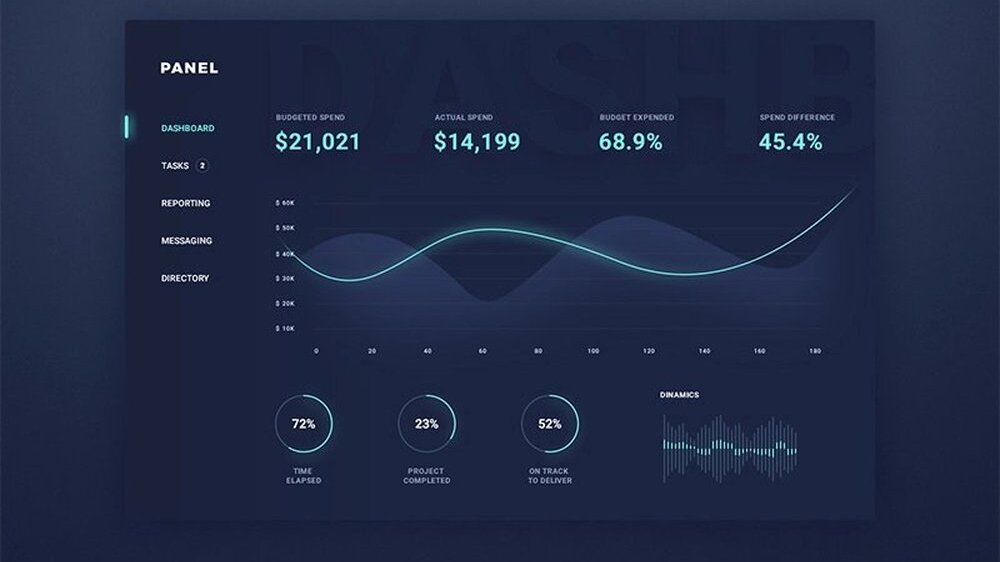 PANEL
DASHB
DASHBOARD
TASKS 2
REPORTING
MESSAGING
DIRECTORY
BUDGETED SPEND
$21,021
ACTUAL SPEND
$14,199
BUDGET EXPENDED
68.9%
SPEND DIFFERENCE
45.4%
$ 60K
$ 50K
$ 40K
$ 30K
$ 20K
$ 10K
0 20 40 60 80 100 120 140 160 180
72%
TIME
ELAPSED
23%
PROJECT
COMPLETED
52%
ON TRACK
TO DELIVER
DINAMICS